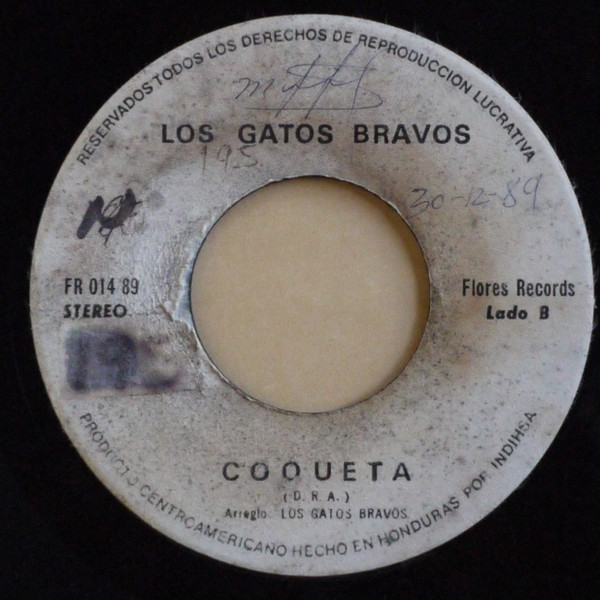 RESERVADOS TODOS LOS DERECHOS DE REPRODUCCION LUCRATIVA
LOS GATOS BRAVOS
195
30-12-89
FR 014 89
STEREO
Flores Records
Lado B
COQUETA
(D.R.A.)
Arreglo: LOS GATOS BRAVOS
PRODUCTO CENTROAMERICANO HECHO EN HONDURAS POR INDIHSA